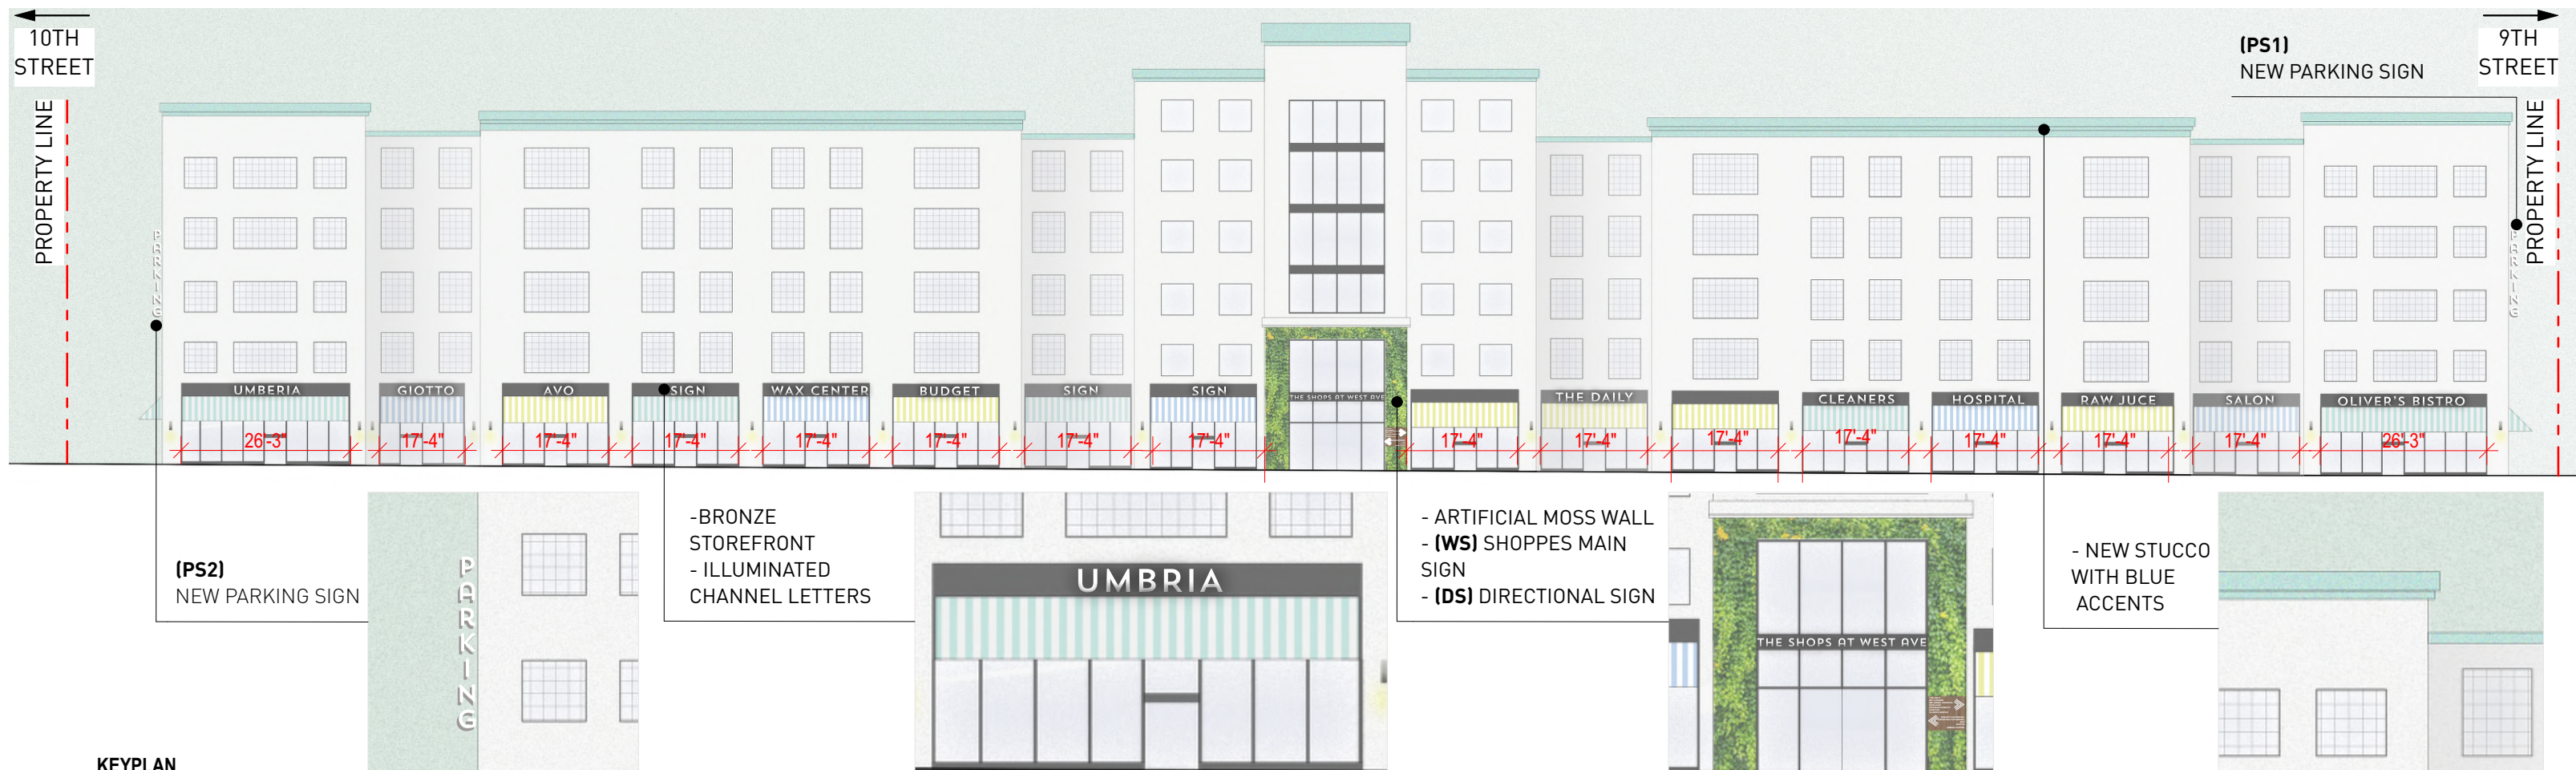 10TH
STREET
9TH
STREET
(PS1)
NEW PARKING SIGN
PROPERTY LINE
PROPERTY LINE
PARKING
PARKING
UMBERIA
GIOTTO
AVO
SIGN
WAX CENTER
BUDGET
SIGN
SIGN
THE SHOPS AT WEST AVE
THE DAILY
CLEANERS
HOSPITAL
RAW JUCE
SALON
OLIVER'S BISTRO
26'-3"
17'-4"
17'-4"
17'-4"
17'-4"
17'-4"
17'-4"
17'-4"
17'-4"
17'-4"
17'-4"
17'-4"
17'-4"
17'-4"
17'-4"
26'-3"
(PS2)
NEW PARKING SIGN
PARKING
-BRONZE
STOREFRONT
- ILLUMINATED
CHANNEL LETTERS
UMBRIA
- ARTIFICIAL MOSS WALL
- (WS) SHOPPES MAIN
SIGN
- (DS) DIRECTIONAL SIGN
THE SHOPS AT WEST AVE
- NEW STUCCO
WITH BLUE
ACCENTS
KEYPLAN